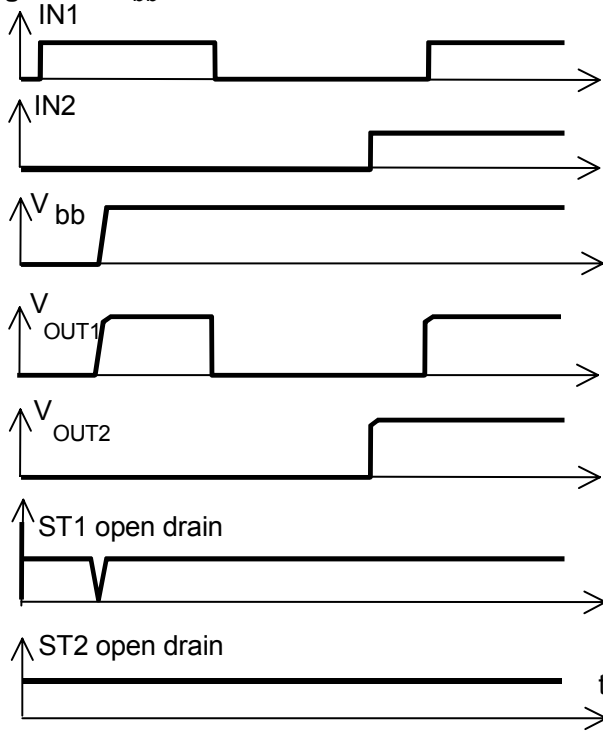 IN1
IN2
V bb
V OUT1
V OUT2
ST1 open drain
ST2 open drain
t